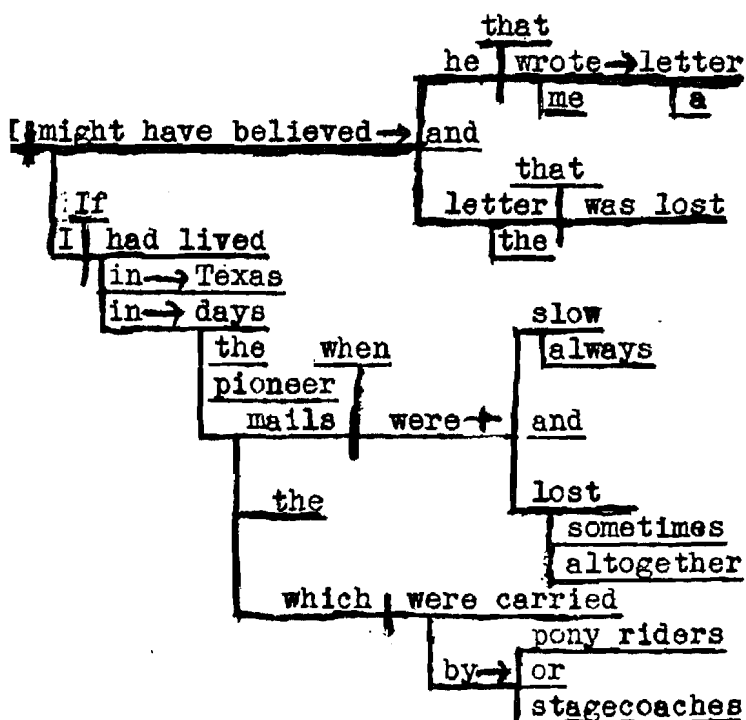 that
he wrote → letter
me a
[ might have believed → and
that
letter was lost
the
If
I had lived
in → Texas
in → days
slow
always
the when
pioneer
mails were and
lost
the
sometimes
altogether
which were carried
pony riders
by → or
stagecoaches